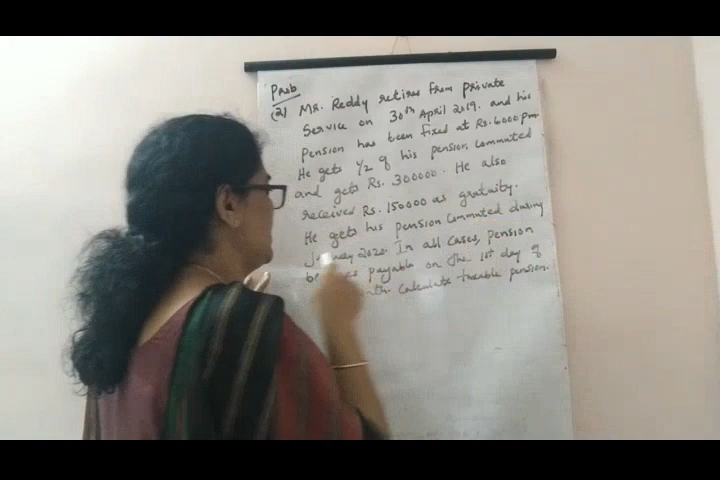 Prob
(2) Mr. Reddy retires from private
Service on 30th April 2019. and his
Pension has been fixed at Rs. 6000 pm.
He gets 1/2 of his pension commuted
and gets Rs. 300000. He also
received Rs. 150000 as gratuity.
He gets his pension commuted during
2020. In all cases, pension
payable on the 1st day of
Calculate taxable pension.